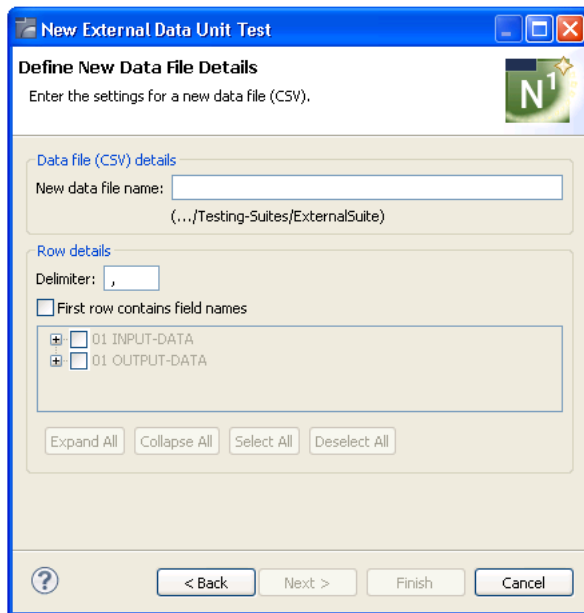 New External Data Unit Test
Define New Data File Details
Enter the settings for a new data file (CSV).
N1
Data file (CSV) details
New data file name:
(.../Testing-Suites/ExternalSuite)
Row details
Delimiter: ,
First row contains field names
01 INPUT-DATA
01 OUTPUT-DATA
Expand All Collapse All Select All Deselect All
? < Back Next > Finish Cancel